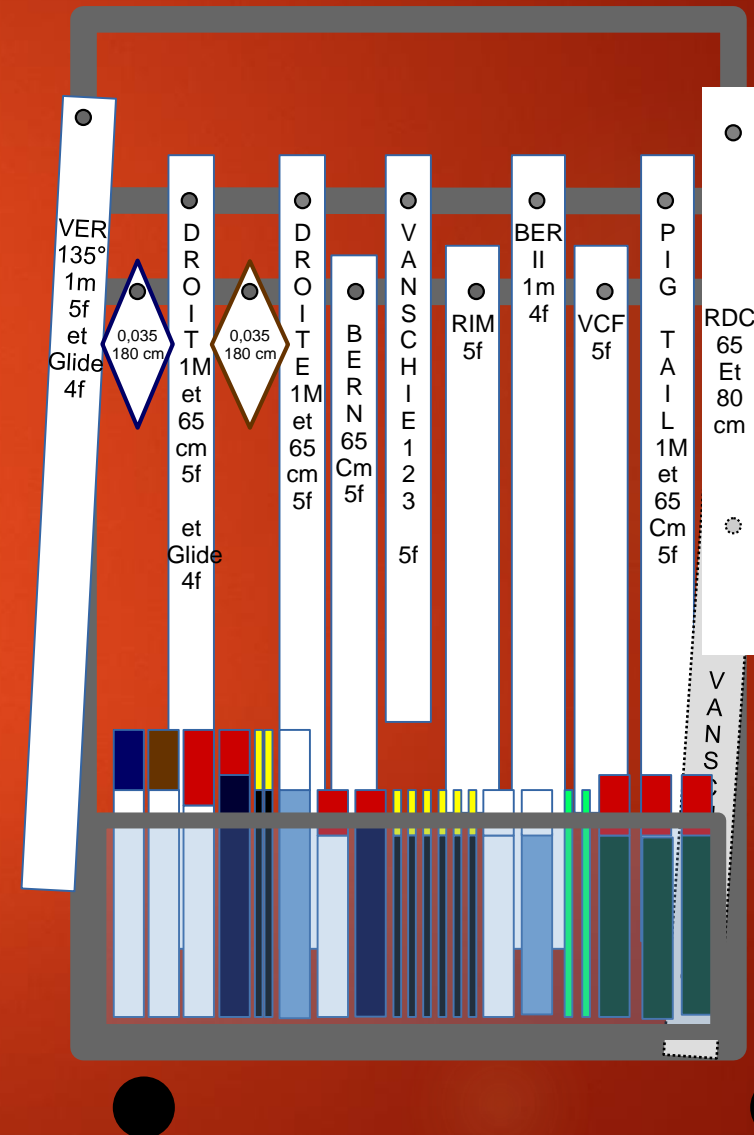 VER
135°
1m
5f
et
Glide
4f
0,035
180 cm
D
R
O
I
T
1M
et
65
cm
5f
et
Glide
4f
0,035
180 cm
D
R
O
I
T
E
1M
et
65
cm
5f
B
E
R
N
65
Cm
5f
V
A
N
S
C
H
I
E
1
2
3
5f
RIM
5f
BER
II
1m
4f
VCF
5f
P
I
G
T
A
I
L
1M
et
65
Cm
5f
RDC
65
Et
80
cm
V
A
N
S